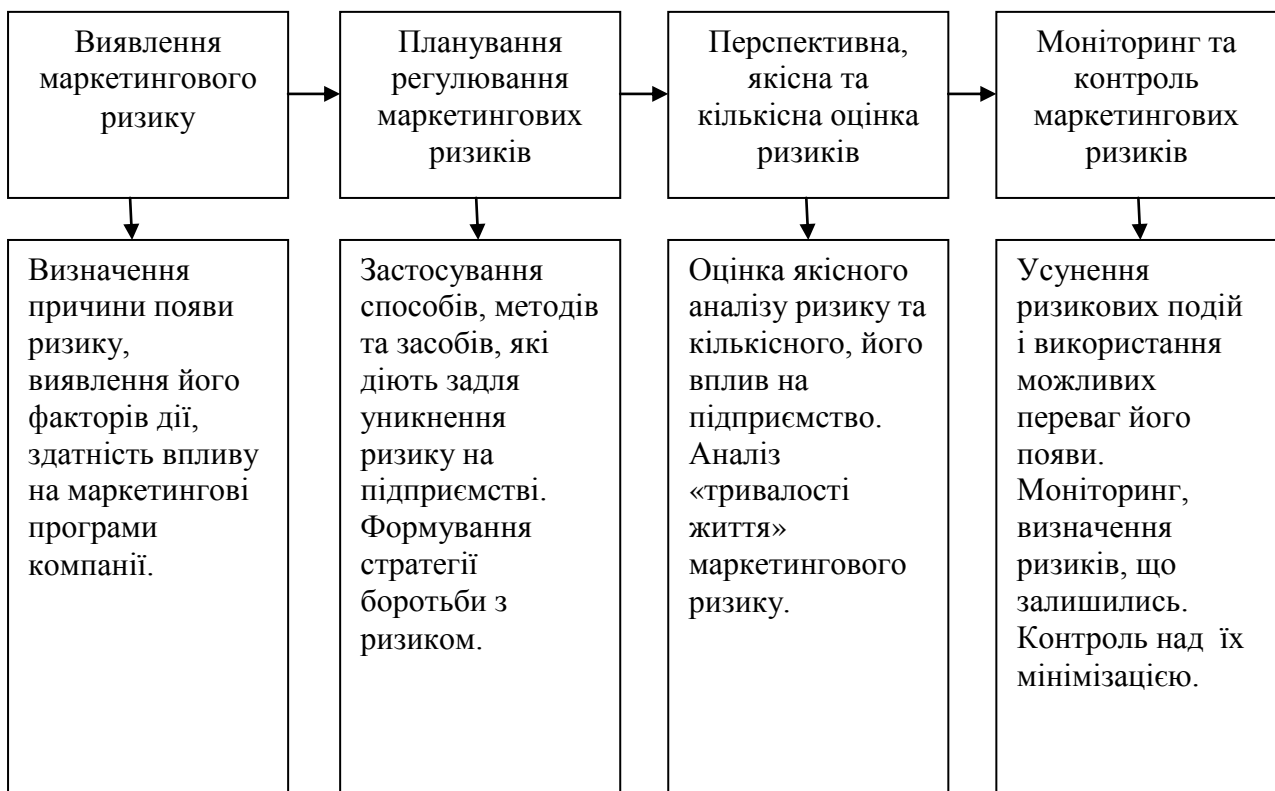 Виявлення
маркетингового
ризику
Планування
регулювання
маркетингових
ризиків
Перспективна,
якісна та
кількісна оцінка
ризиків
Моніторинг та
контроль
маркетингових
ризиків
Визначення
причини появи
ризику,
виявлення його
факторів дії,
здатність впливу
на маркетингові
програми
компанії.
Застосування
способів, методів
та засобів, які
діють задля
уникнення
ризику на
підприємстві.
Формування
стратегії
боротьби з
ризиком.
Оцінка якісного
аналізу ризику та
кількісного, його
вплив на
підприємство.
Аналіз
«тривалості
життя»
маркетингового
ризику.
Усунення
ризикових подій
і використання
можливих
переваг його
появи.
Моніторинг,
визначення
ризиків, що
залишились.
Контроль над їх
мінімізацією.